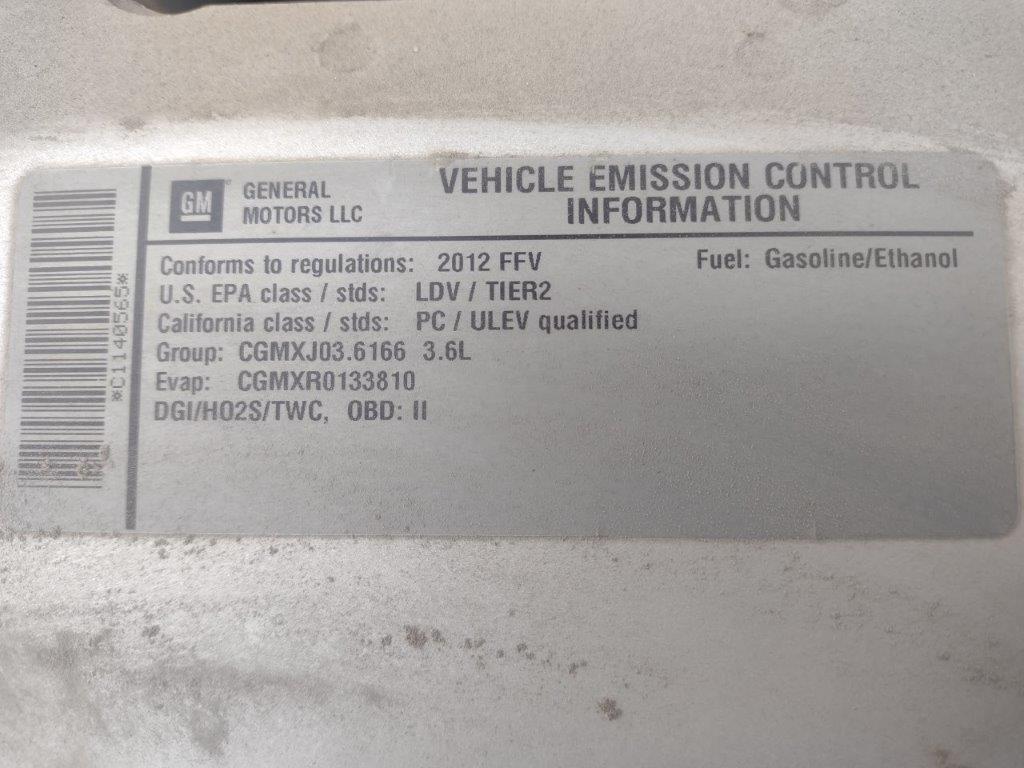 GM
GENERAL
MOTORS LLC
VEHICLE EMISSION CONTROL
INFORMATION
Conforms to regulations: 2012 FFV
Fuel: Gasoline/Ethanol
U.S. EPA class / stds: LDV / TIER2
California class / stds: PC / ULEV qualified
Group: CGMXJ03.6166 3.6L
Evap: CGMXR0133810
DGI/HO2S/TWC, OBD: II
*C1140565*